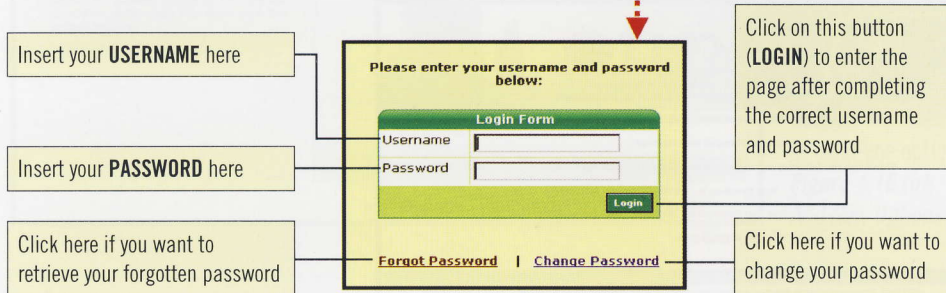 Insert your USERNAME here
Insert your PASSWORD here
Click here if you want to
retrieve your forgotten password
Please enter your username and password
below:
Login Form
Username
Password
Login
Forgot Password | Change Password
Click on this button
(LOGIN) to enter the
page after completing
the correct username
and password
Click here if you want to
change your password